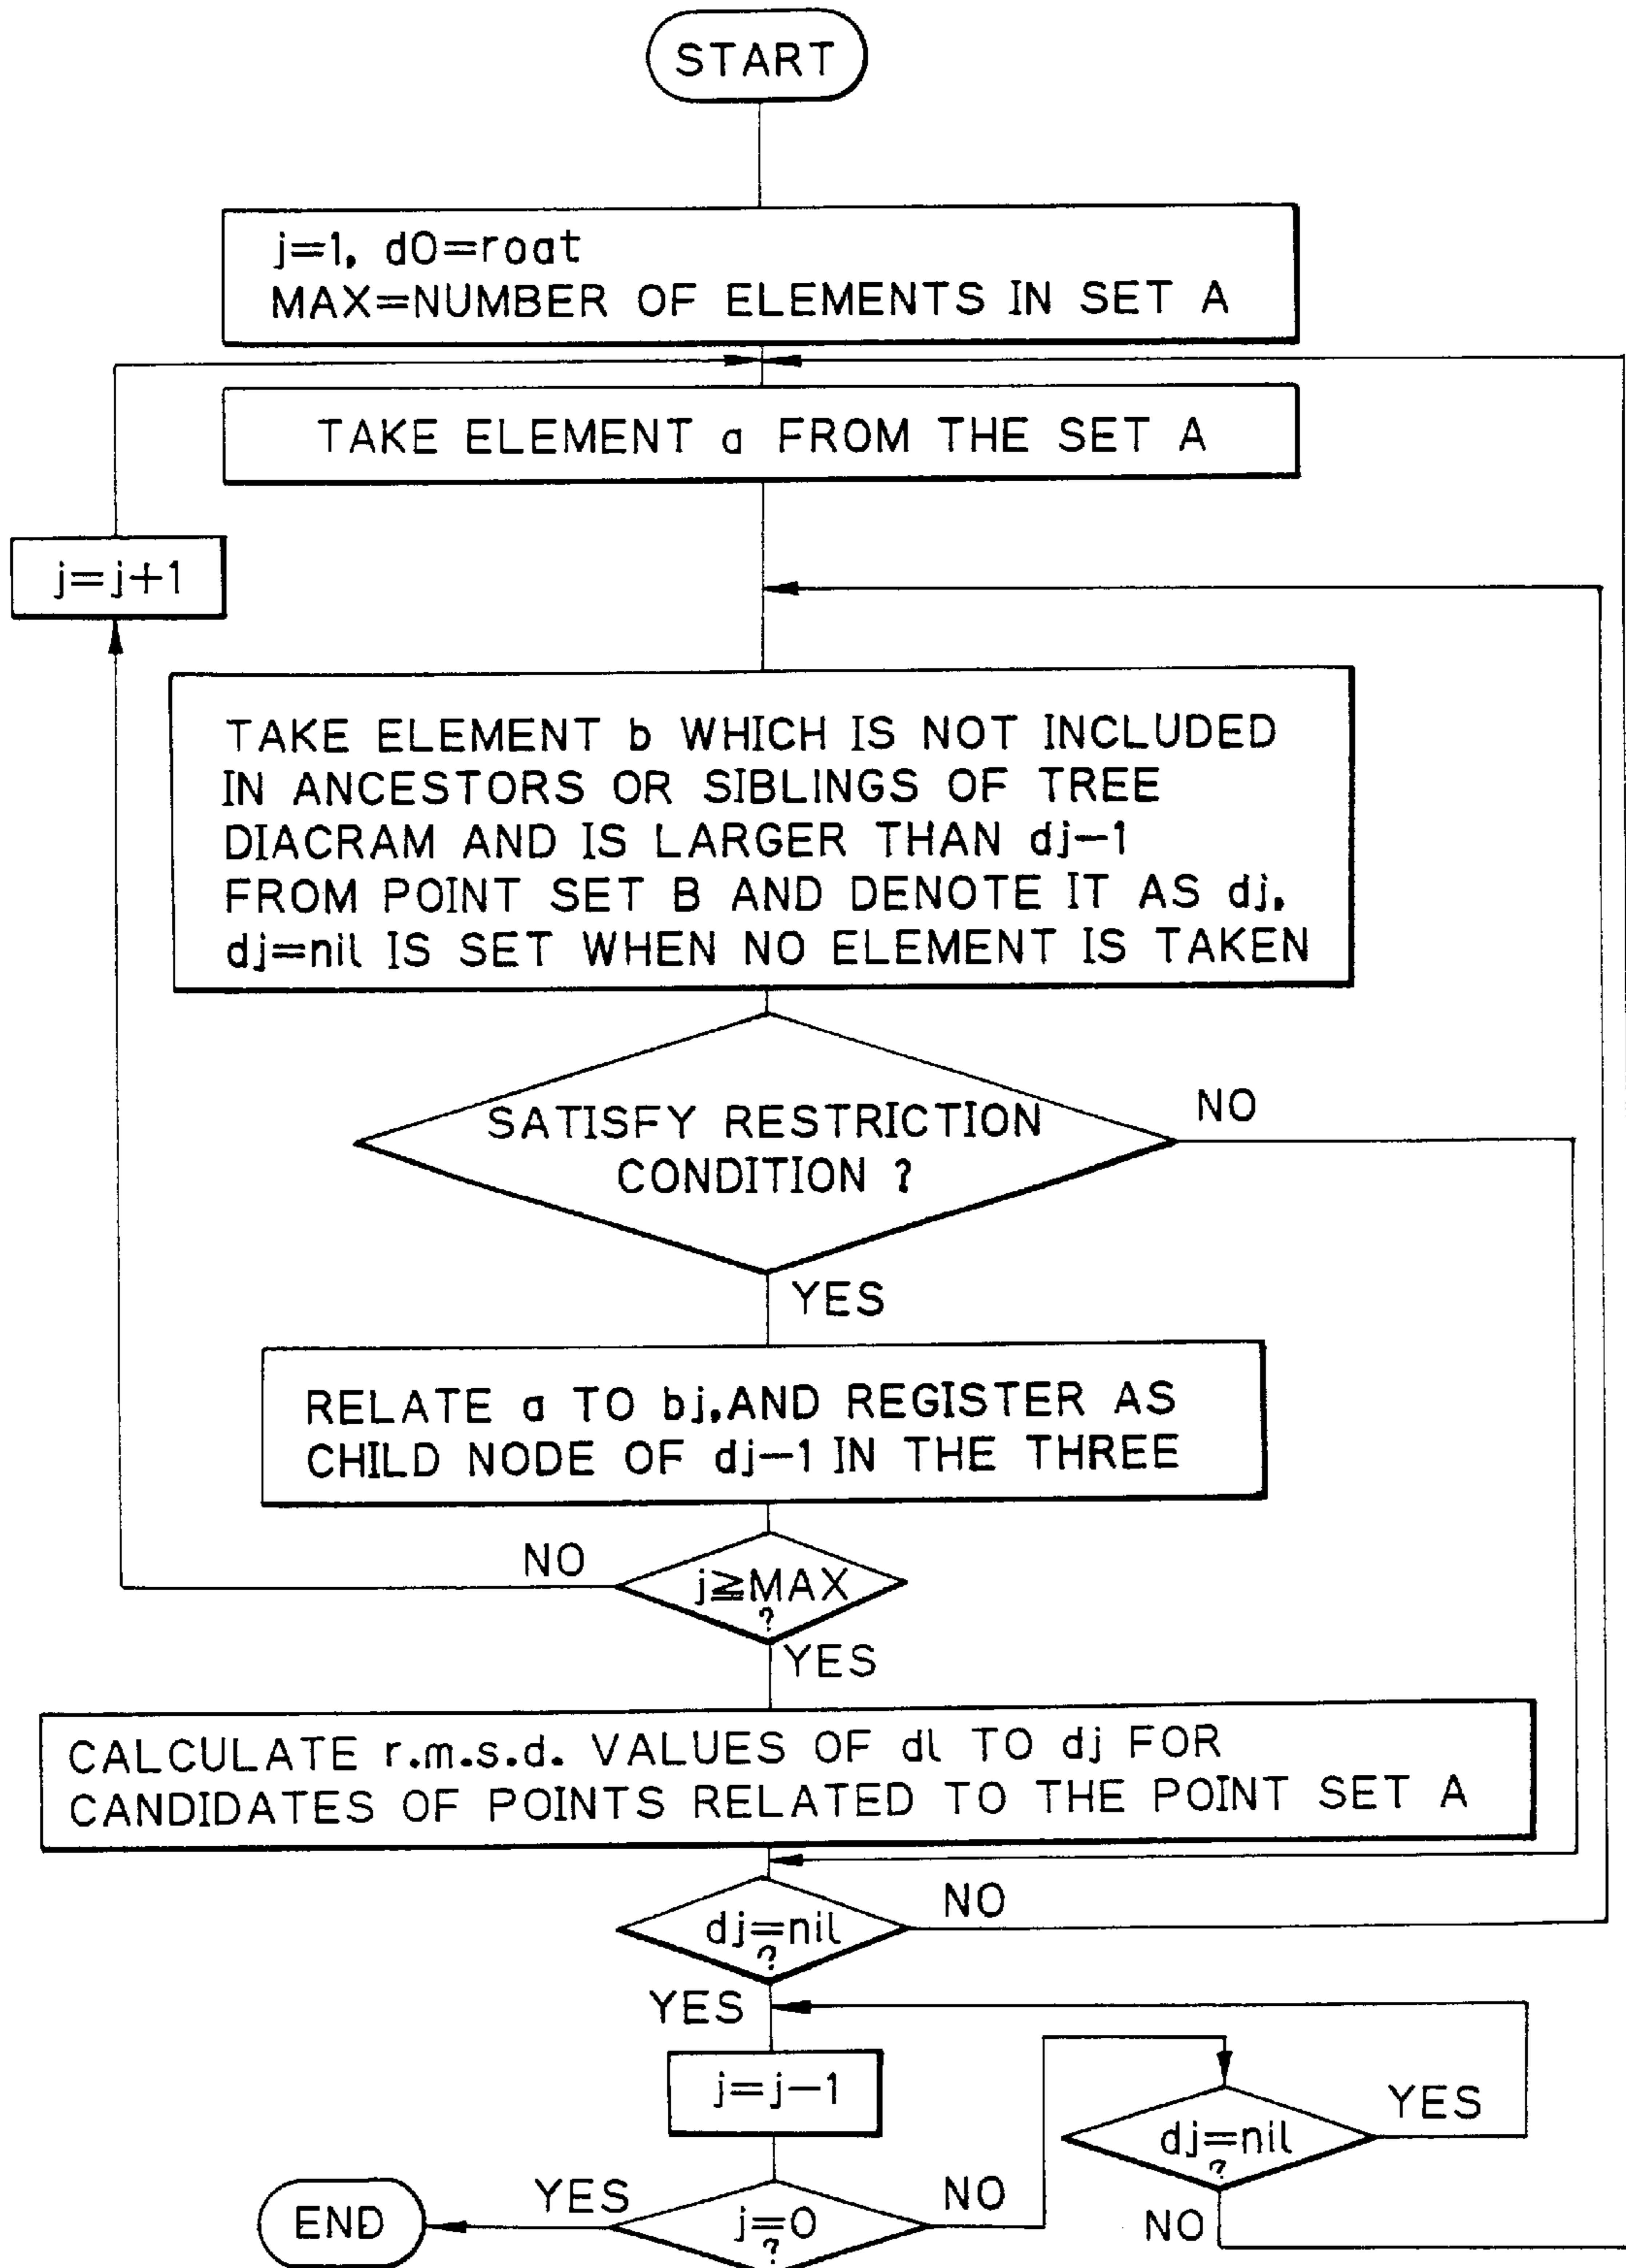 START
j=1, d0=roat
MAX=NUMBER OF ELEMENTS IN SET A
TAKE ELEMENT a FROM THE SET A
j=j+1
TAKE ELEMENT b WHICH IS NOT INCLUDED
IN ANCESTORS OR SIBLINGS OF TREE
DIACRAM AND IS LARGER THAN dj-1
FROM POINT SET B AND DENOTE IT AS dj.
dj=nil IS SET WHEN NO ELEMENT IS TAKEN
SATISFY RESTRICTION
CONDITION ?
NO
YES
RELATE a TO bj,AND REGISTER AS
CHILD NODE OF dj-1 IN THE THREE
NO
j≧MAX
?
YES
CALCULATE r.m.s.d. VALUES OF dl TO dj FOR
CANDIDATES OF POINTS RELATED TO THE POINT SET A
dj=nil
?
NO
YES
j=j-1
dj=nil
?
YES
NO
j=0
?
YES
NO
END